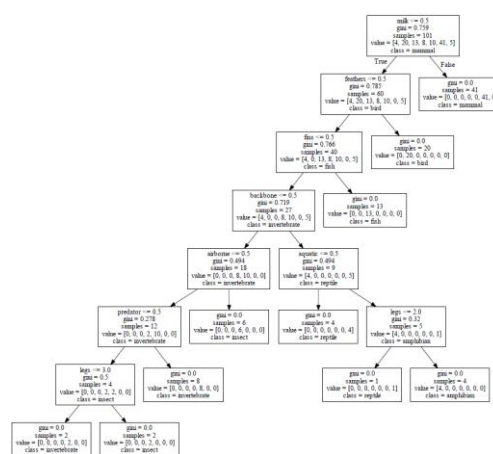 milk <= 0.5
gini = 0.759
samples = 101
value = [4, 20, 13, 8, 10, 41, 5]
class = mammal
True
False
feathers <= 0.5
gini = 0.785
samples = 60
value = [4, 20, 13, 8, 10, 0, 5]
class = bird
gini = 0.0
samples = 41
value = [0, 0, 0, 0, 0, 41, 0]
class = mammal
fins <= 0.5
gini = 0.766
samples = 40
value = [4, 0, 13, 8, 10, 0, 5]
class = fish
gini = 0.0
samples = 20
value = [0, 20, 0, 0, 0, 0, 0]
class = bird
backbone <= 0.5
gini = 0.719
samples = 27
value = [4, 0, 0, 8, 10, 0, 5]
class = invertebrate
gini = 0.0
samples = 13
value = [0, 0, 13, 0, 0, 0, 0]
class = fish
airborne <= 0.5
gini = 0.494
samples = 18
value = [0, 0, 0, 8, 10, 0, 0]
class = invertebrate
aquatic <= 0.5
gini = 0.494
samples = 9
value = [4, 0, 0, 0, 0, 0, 5]
class = reptile
predator <= 0.5
gini = 0.278
samples = 12
value = [0, 0, 0, 2, 10, 0, 0]
class = invertebrate
gini = 0.0
samples = 6
value = [0, 0, 0, 6, 0, 0, 0]
class = insect
gini = 0.0
samples = 4
value = [0, 0, 0, 0, 0, 0, 4]
class = reptile
legs <= 2.0
gini = 0.32
samples = 5
value = [4, 0, 0, 0, 0, 0, 1]
class = amphibian
legs <= 3.0
gini = 0.5
samples = 4
value = [0, 0, 0, 2, 2, 0, 0]
class = insect
gini = 0.0
samples = 8
value = [0, 0, 0, 0, 8, 0, 0]
class = invertebrate
gini = 0.0
samples = 1
value = [0, 0, 0, 0, 0, 0, 1]
class = reptile
gini = 0.0
samples = 4
value = [4, 0, 0, 0, 0, 0, 0]
class = amphibian
gini = 0.0
samples = 2
value = [0, 0, 0, 0, 2, 0, 0]
class = invertebrate
gini = 0.0
samples = 2
value = [0, 0, 0, 2, 0, 0, 0]
class = insect